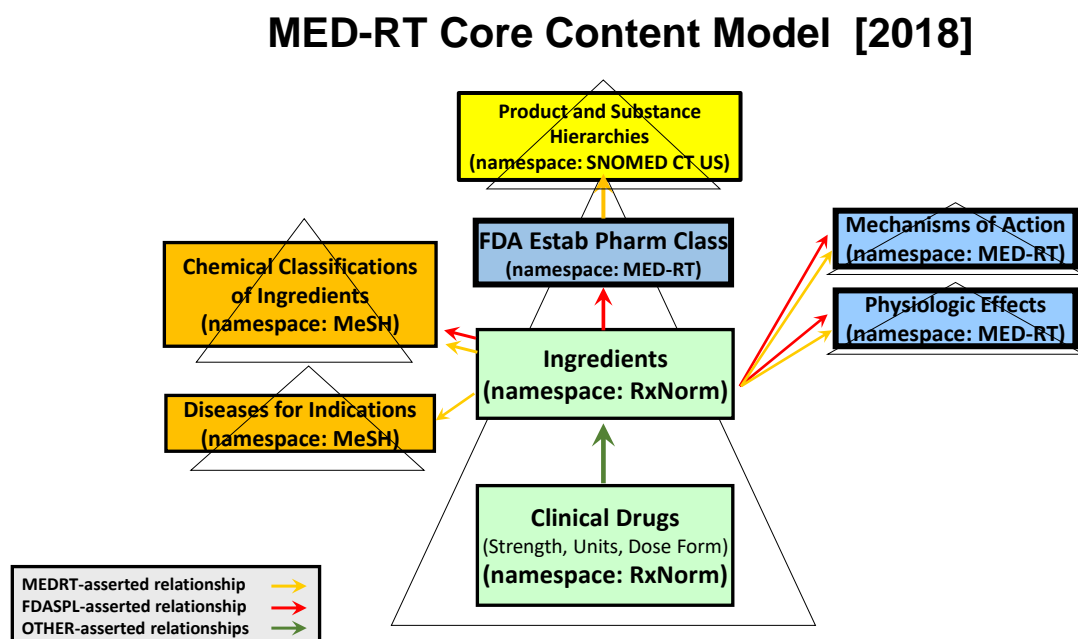 MED-RT Core Content Model [2018]
Product and Substance
Hierarchies
(namespace: SNOMED CT US)
FDA Estab Pharm Class
(namespace: MED-RT)
Chemical Classifications
of Ingredients
(namespace: MeSH)
Mechanisms of Action
(namespace: MED-RT)
Physiologic Effects
(namespace: MED-RT)
Ingredients
(namespace: RxNorm)
Diseases for Indications
(namespace: MeSH)
Clinical Drugs
(Strength, Units, Dose Form)
(namespace: RxNorm)
MEDRT-asserted relationship
FDASPL-asserted relationship
OTHER-asserted relationships